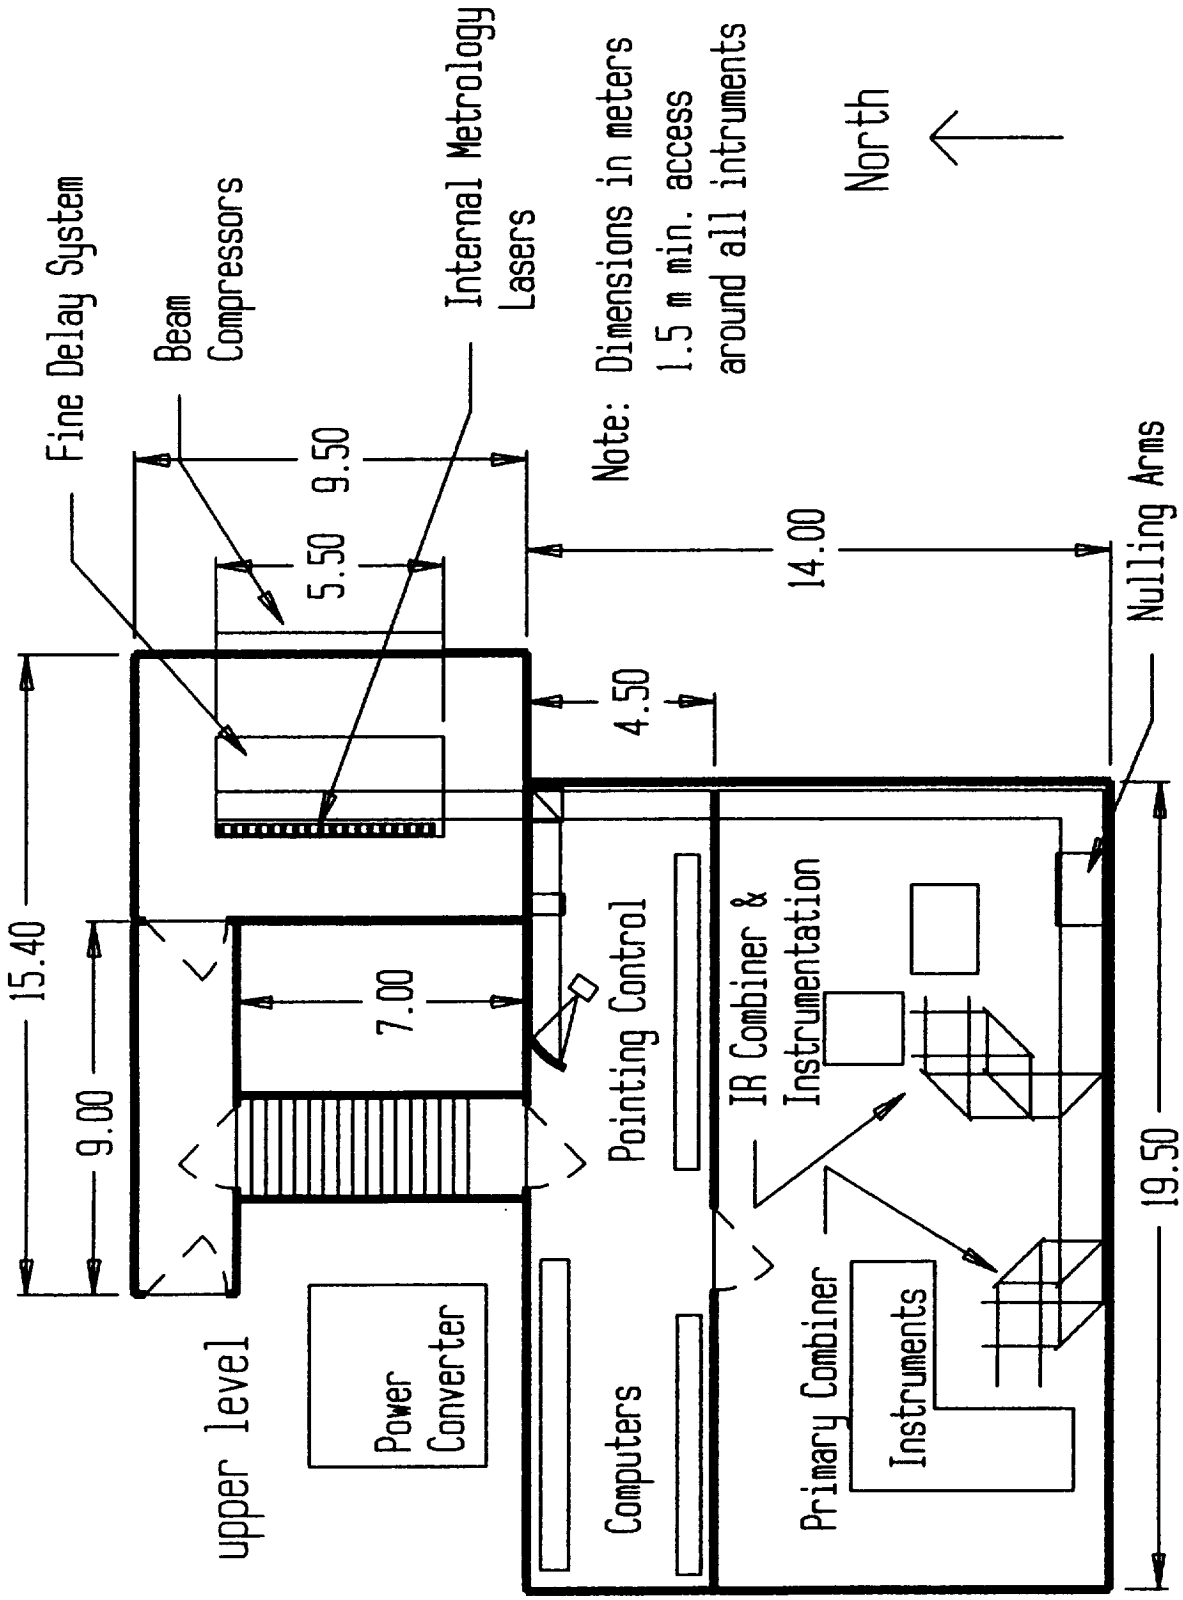 15.40
9.00
Fine Delay System
Beam
Compressors
upper level
7.00
5.50
9.50
Internal Metrology
Lasers
Power
Converter
Computers
Pointing Control
4.50
Note: Dimensions in meters
1.5 m min. access
around all intruments
IR Combiner &
Instrumentation
14.00
Primary Combiner
Instruments
North
Nulling Arms
19.50